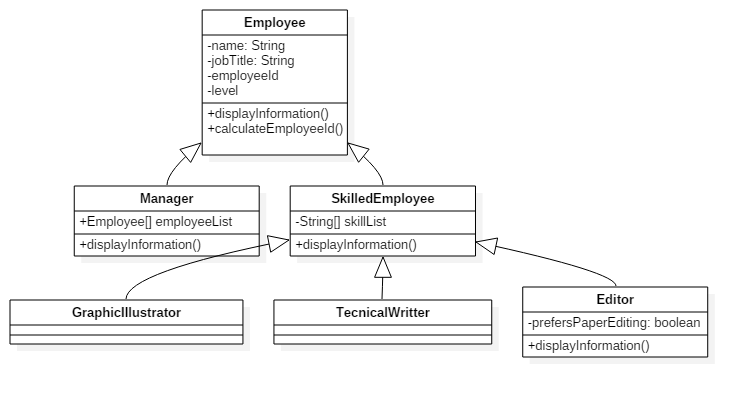 Employee
-name: String
-jobTitle: String
-employeeId
-level
+displayInformation()
+calculateEmployeeId()
Manager
+Employee[] employeeList
+displayInformation()
SkilledEmployee
-String[] skillList
+displayInformation()
GraphicIllustrator
TecnicalWritter
Editor
-prefersPaperEditing: boolean
+displayInformation()